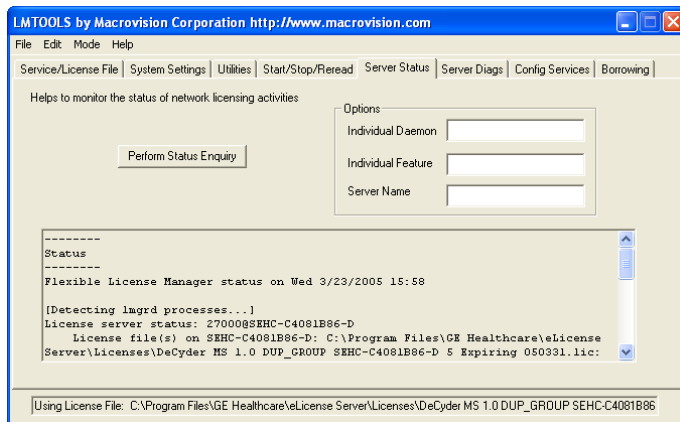 LMTOOLS by Macrovision Corporation http://www.macrovision.com
File Edit Mode Help
Service/License File System Settings Utilities Start/Stop/Reread Server Status Server Diags Config Services Borrowing
Helps to monitor the status of network licensing activities
Options
Individual Daemon
Perform Status Enquiry
Individual Feature
Server Name
--------
Status
--------
Flexible License Manager status on Wed 3/23/2005 15:58
[Detecting lmgrd processes...]
License server status: 27000@SEHC-C4081B86-D
License file(s) on SEHC-C4081B86-D: C:\Program Files\GE Healthcare\eLicense
Server\Licenses\DeCyder MS 1.0 DUP_GROUP SEHC-C4081B86-D 5 Expiring 050331.lic:
Using License File: C:\Program Files\GE Healthcare\eLicense Server\Licenses\DeCyder MS 1.0 DUP_GROUP SEHC-C4081B86